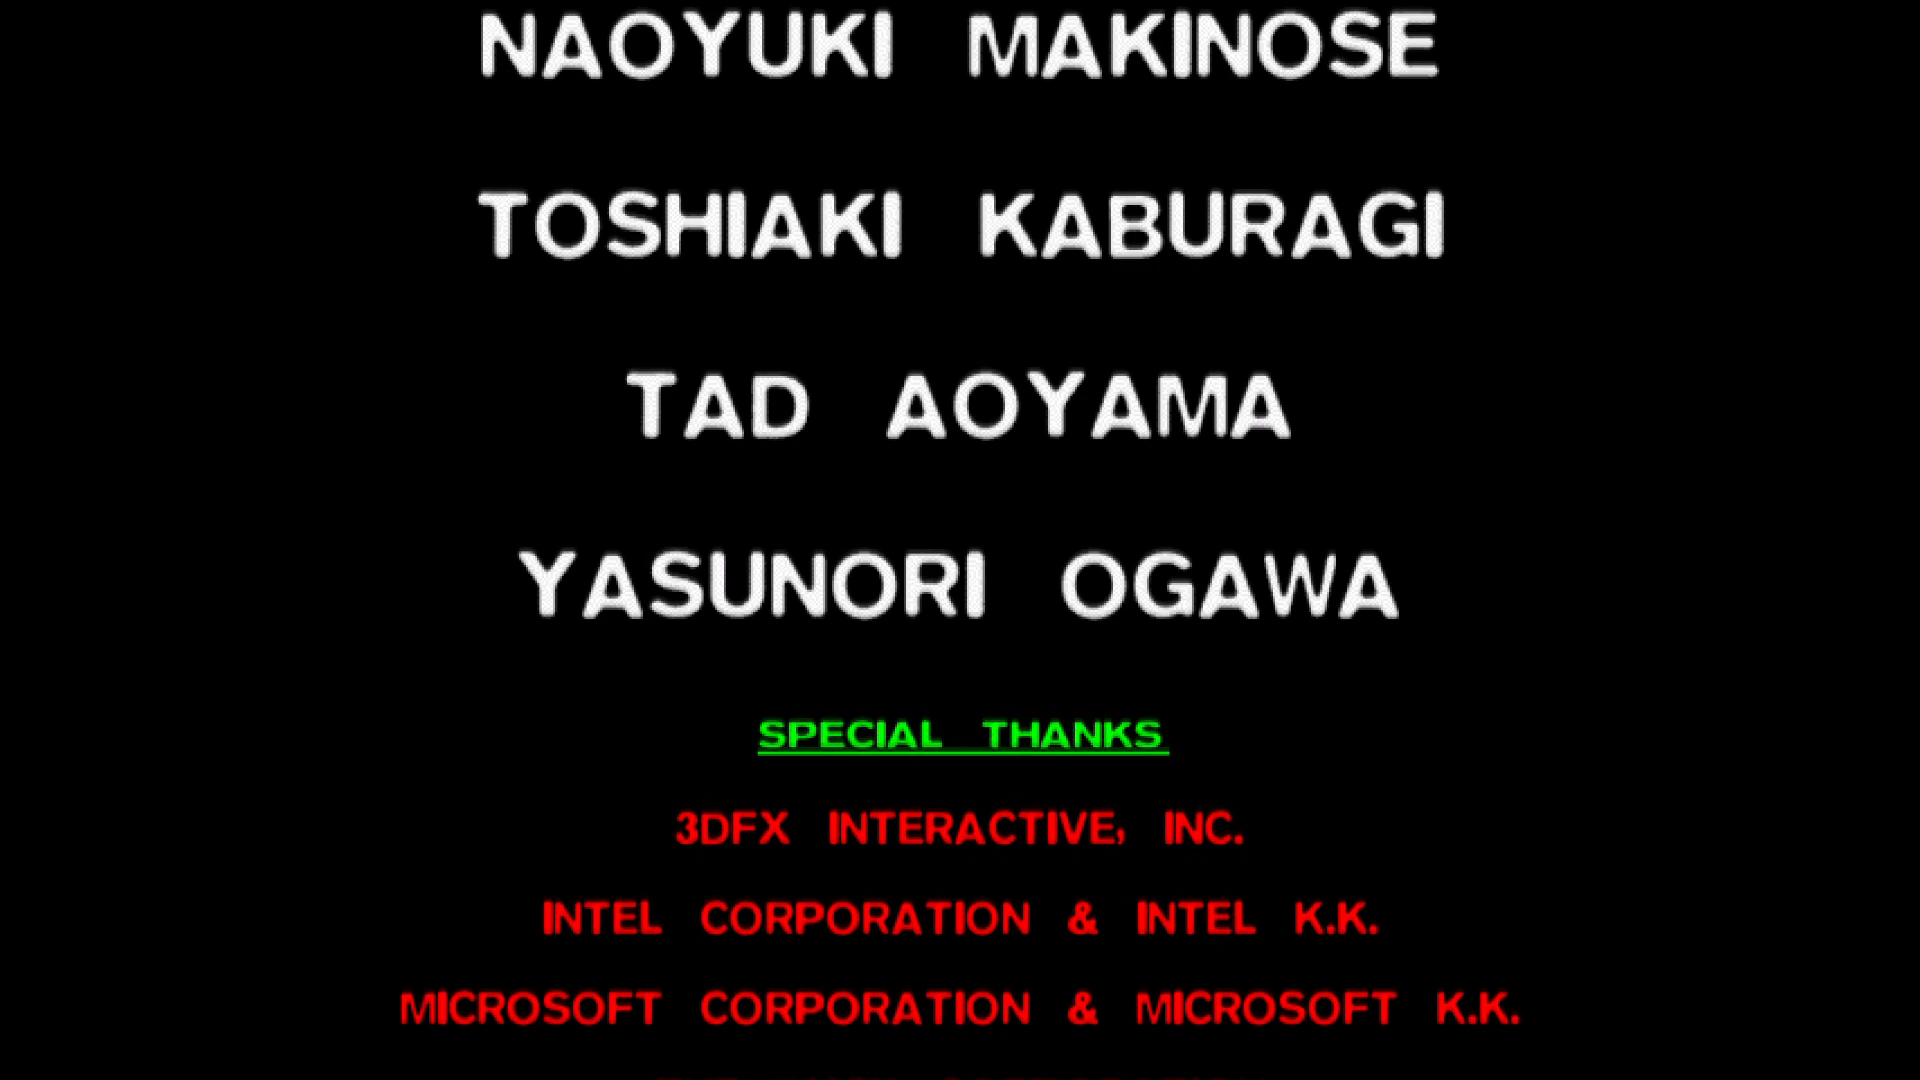 NAOYUKI MAKINOSE
TOSHIAKI KABURAGI
TAD AOYAMA
YASUNORI OGAWA
SPECIAL THANKS
3DFX INTERACTIVE, INC.
INTEL CORPORATION & INTEL K.K.
MICROSOFT CORPORATION & MICROSOFT K.K.